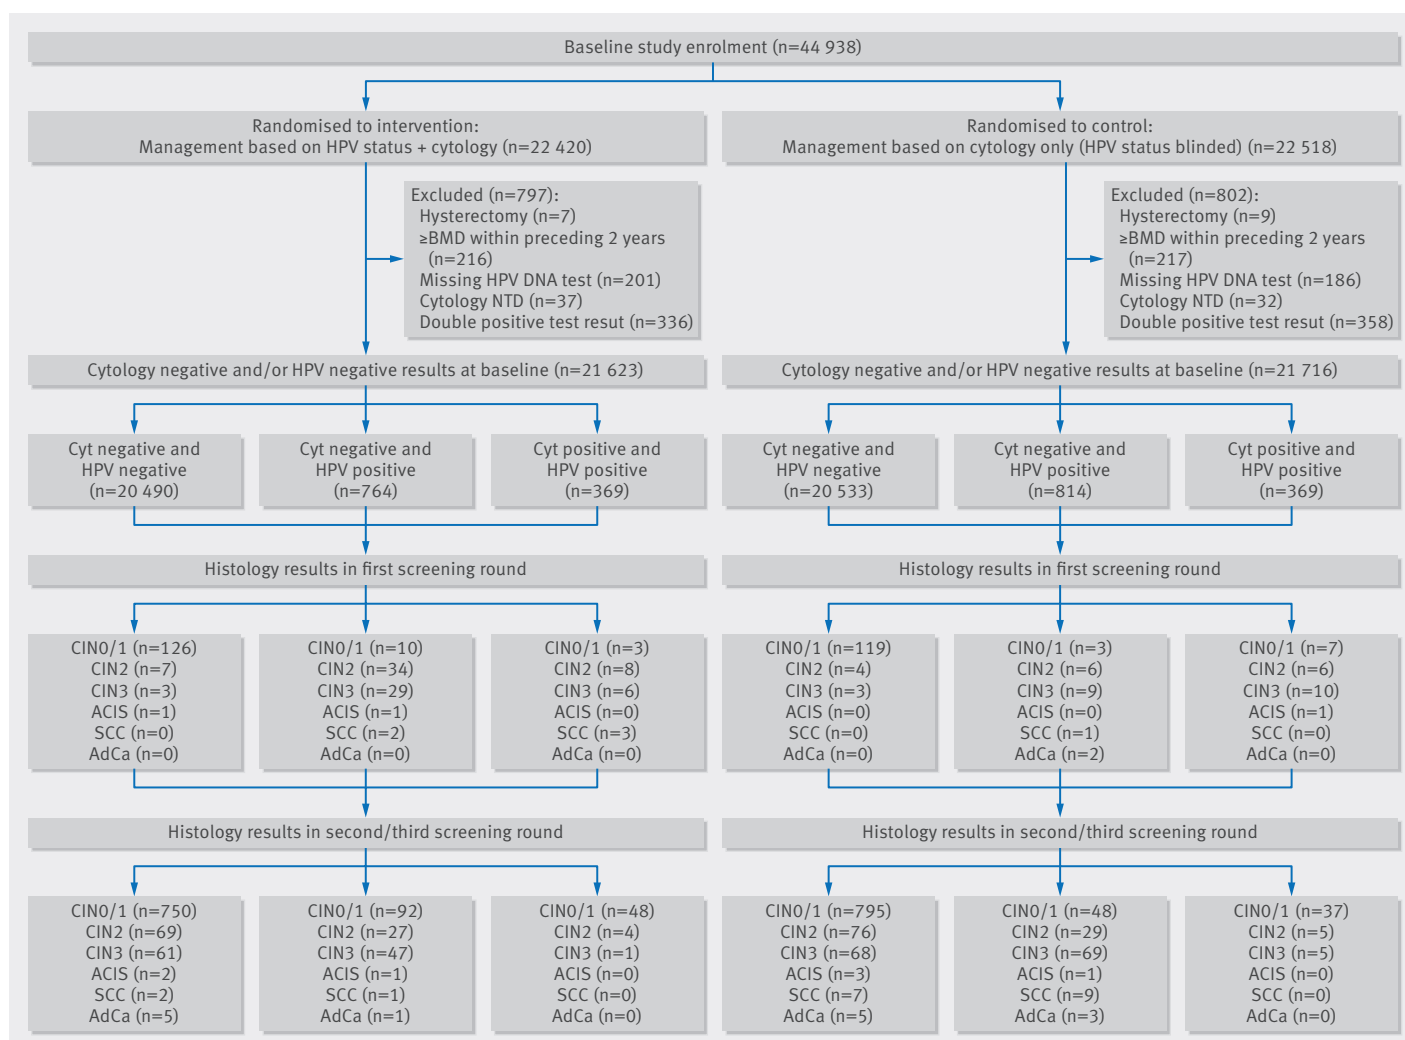 Baseline study enrolment (n=44 938)
Randomised to intervention:
Management based on HPV status + cytology (n=22 420)
Randomised to control:
Management based on cytology only (HPV status blinded) (n=22 518)
Excluded (n=797):
Hysterectomy (n=7)
≥BMD within preceding 2 years
(n=216)
Missing HPV DNA test (n=201)
Cytology NTD (n=37)
Double positive test resut (n=336)
Excluded (n=802):
Hysterectomy (n=9)
≥BMD within preceding 2 years
(n=217)
Missing HPV DNA test (n=186)
Cytology NTD (n=32)
Double positive test resut (n=358)
Cytology negative and/or HPV negative results at baseline (n=21 623)
Cytology negative and/or HPV negative results at baseline (n=21 716)
Cyt negative and
HPV negative
(n=20 490)
Cyt negative and
HPV positive
(n=764)
Cyt positive and
HPV positive
(n=369)
Cyt negative and
HPV negative
(n=20 533)
Cyt negative and
HPV positive
(n=814)
Cyt positive and
HPV positive
(n=369)
Histology results in first screening round
Histology results in first screening round
CIN0/1 (n=126)
CIN2 (n=7)
CIN3 (n=3)
ACIS (n=1)
SCC (n=0)
AdCa (n=0)
CIN0/1 (n=10)
CIN2 (n=34)
CIN3 (n=29)
ACIS (n=1)
SCC (n=2)
AdCa (n=0)
CIN0/1 (n=3)
CIN2 (n=8)
CIN3 (n=6)
ACIS (n=0)
SCC (n=3)
AdCa (n=0)
CIN0/1 (n=119)
CIN2 (n=4)
CIN3 (n=3)
ACIS (n=0)
SCC (n=0)
AdCa (n=0)
CIN0/1 (n=3)
CIN2 (n=6)
CIN3 (n=9)
ACIS (n=0)
SCC (n=1)
AdCa (n=2)
CIN0/1 (n=7)
CIN2 (n=6)
CIN3 (n=10)
ACIS (n=1)
SCC (n=0)
AdCa (n=0)
Histology results in second/third screening round
Histology results in second/third screening round
CIN0/1 (n=750)
CIN2 (n=69)
CIN3 (n=61)
ACIS (n=2)
SCC (n=2)
AdCa (n=5)
CIN0/1 (n=92)
CIN2 (n=27)
CIN3 (n=47)
ACIS (n=1)
SCC (n=1)
AdCa (n=1)
CIN0/1 (n=48)
CIN2 (n=4)
CIN3 (n=1)
ACIS (n=0)
SCC (n=0)
AdCa (n=0)
CIN0/1 (n=795)
CIN2 (n=76)
CIN3 (n=68)
ACIS (n=3)
SCC (n=7)
AdCa (n=5)
CIN0/1 (n=48)
CIN2 (n=29)
CIN3 (n=69)
ACIS (n=1)
SCC (n=9)
AdCa (n=3)
CIN0/1 (n=37)
CIN2 (n=5)
CIN3 (n=5)
ACIS (n=0)
SCC (n=0)
AdCa (n=0)